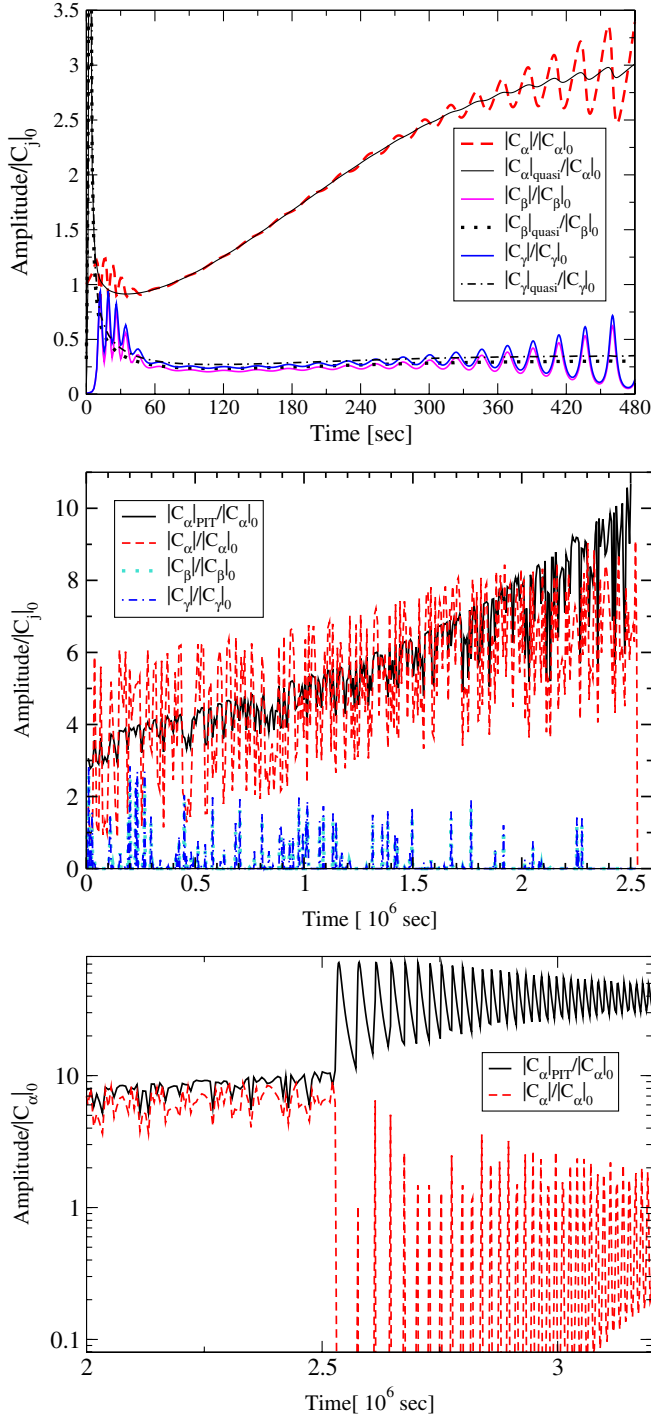 3.5
3
2.5
2
1.5
1
0.5
0
Amplitude/|C_j|_0
|C_α|/|C_α|_0
|C_α|_quasi/|C_α|_0
|C_β|/|C_β|_0
|C_β|_quasi/|C_β|_0
|C_γ|/|C_γ|_0
|C_γ|_quasi/|C_γ|_0
0 60 120 180 240 300 360 420 480
Time [sec]
10
8
6
4
2
0
Amplitude/|C_j|_0
|C_α|_PIT/|C_α|_0
|C_α|/|C_α|_0
|C_β|/|C_β|_0
|C_γ|/|C_γ|_0
0 0.5 1 1.5 2 2.5
Time [ 10^6 sec]
10
1
0.1
Amplitude/|C_α|_0
|C_α|_PIT/|C_α|_0
|C_α|/|C_α|_0
2 2.5 3
Time[ 10^6 sec]